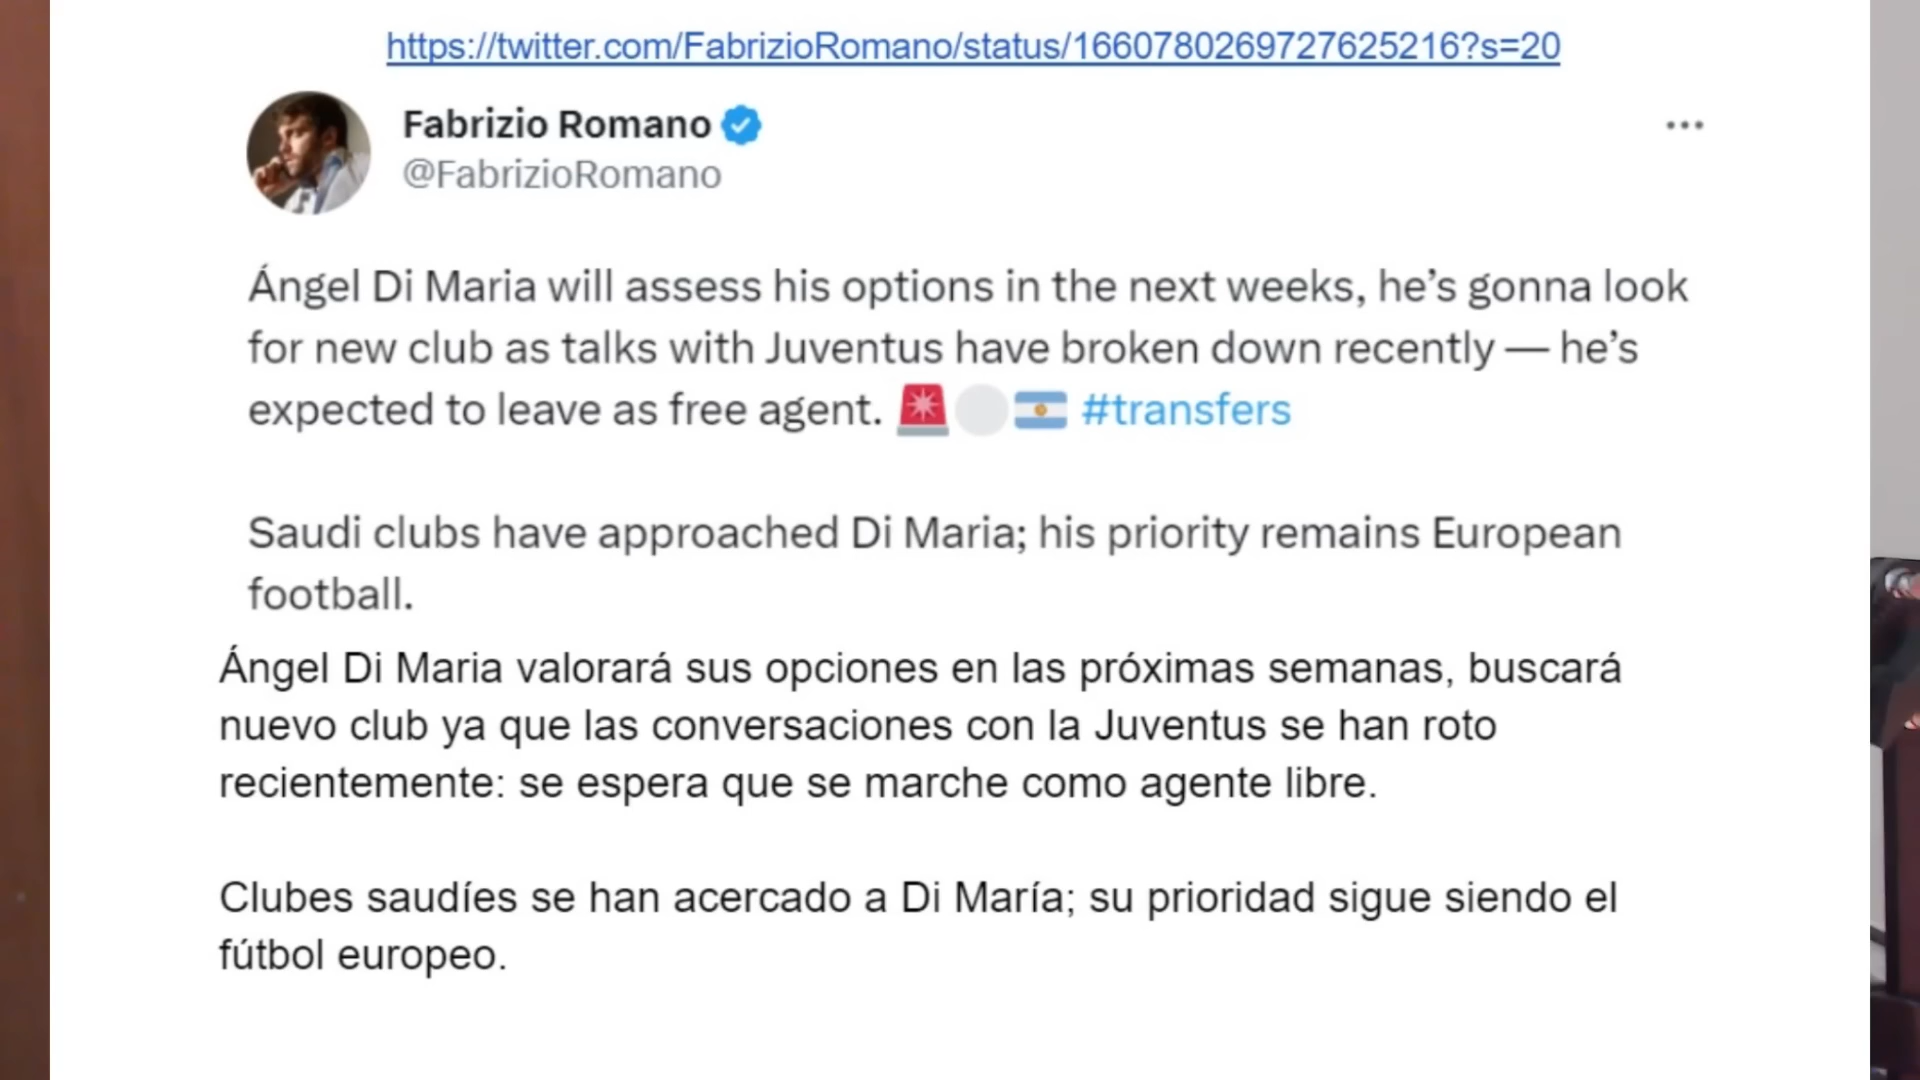 https://twitter.com/FabrizioRomano/status/1660780269727625216?s=20
Fabrizio Romano
@FabrizioRomano
Ángel Di Maria will assess his options in the next weeks, he’s gonna look
for new club as talks with Juventus have broken down recently — he’s
expected to leave as free agent. 🚨⚪️🇦🇷 #transfers
Saudi clubs have approached Di Maria; his priority remains European
football.
Ángel Di Maria valorará sus opciones en las próximas semanas, buscará
nuevo club ya que las conversaciones con la Juventus se han roto
recientemente: se espera que se marche como agente libre.
Clubes saudíes se han acercado a Di María; su prioridad sigue siendo el
fútbol europeo.